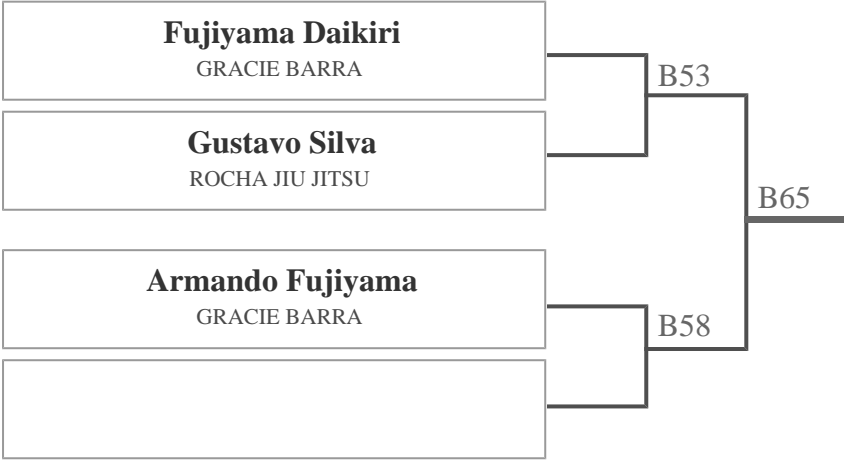 Fujiyama Daikiri
GRACIE BARRA
B53
Gustavo Silva
ROCHA JIU JITSU
B65
Armando Fujiyama
GRACIE BARRA
B58